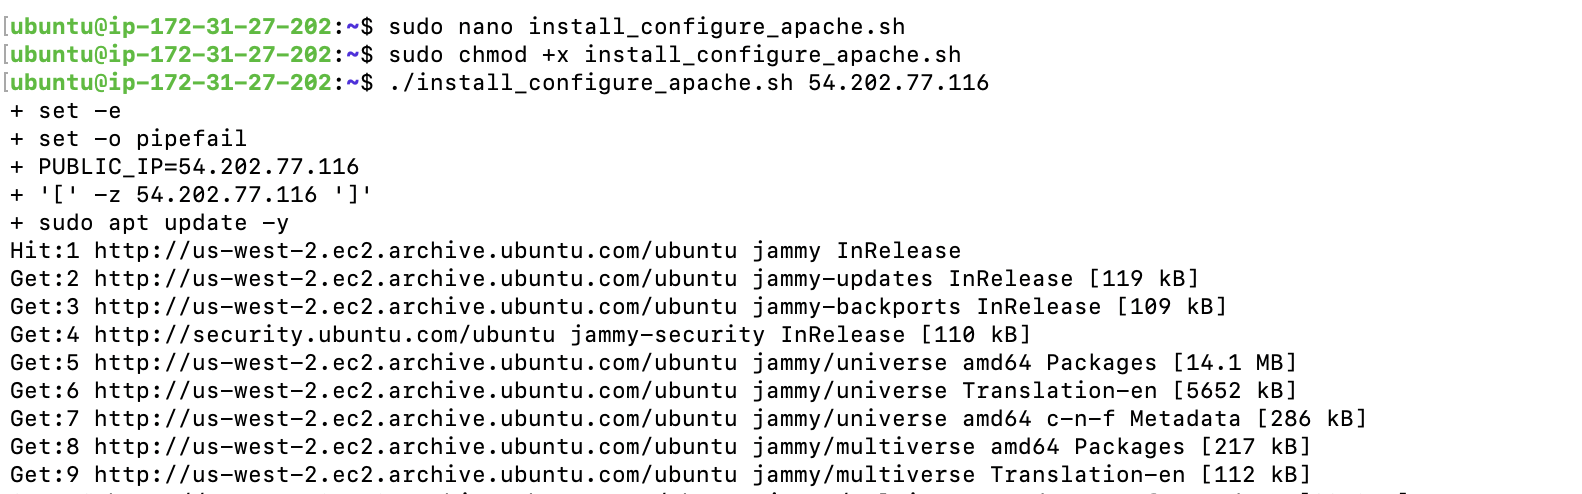 [ubuntu@ip-172-31-27-202:~$ sudo nano install_configure_apache.sh
[ubuntu@ip-172-31-27-202:~$ sudo chmod +x install_configure_apache.sh
[ubuntu@ip-172-31-27-202:~$ ./install_configure_apache.sh 54.202.77.116
+ set -e
+ set -o pipefail
+ PUBLIC_IP=54.202.77.116
+ '[' -z 54.202.77.116 ']'
+ sudo apt update -y
Hit:1 http://us-west-2.ec2.archive.ubuntu.com/ubuntu jammy InRelease
Get:2 http://us-west-2.ec2.archive.ubuntu.com/ubuntu jammy-updates InRelease [119 kB]
Get:3 http://us-west-2.ec2.archive.ubuntu.com/ubuntu jammy-backports InRelease [109 kB]
Get:4 http://security.ubuntu.com/ubuntu jammy-security InRelease [110 kB]
Get:5 http://us-west-2.ec2.archive.ubuntu.com/ubuntu jammy/universe amd64 Packages [14.1 MB]
Get:6 http://us-west-2.ec2.archive.ubuntu.com/ubuntu jammy/universe Translation-en [5652 kB]
Get:7 http://us-west-2.ec2.archive.ubuntu.com/ubuntu jammy/universe amd64 c-n-f Metadata [286 kB]
Get:8 http://us-west-2.ec2.archive.ubuntu.com/ubuntu jammy/multiverse amd64 Packages [217 kB]
Get:9 http://us-west-2.ec2.archive.ubuntu.com/ubuntu jammy/multiverse Translation-en [112 kB]